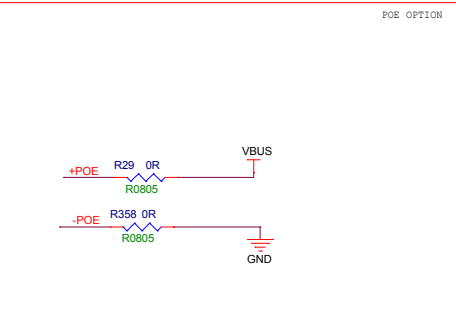 POE OPTION
VBUS
R29 0R
+POE
R0805
R358 0R
-POE
R0805
GND